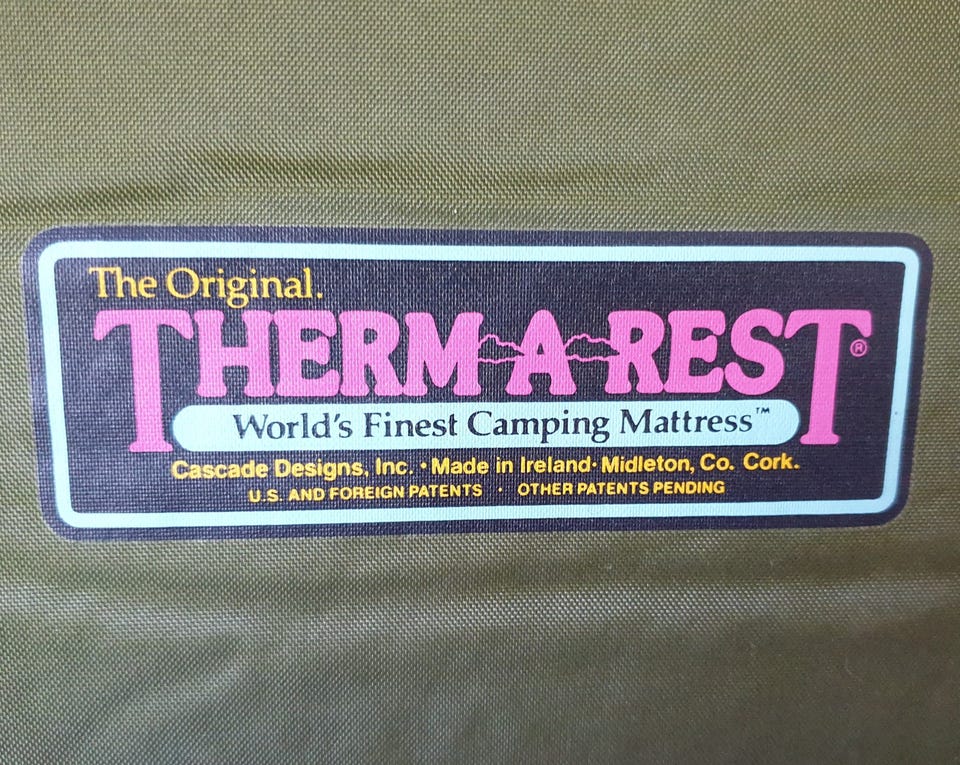 The Original.
THERM-A-REST®
World's Finest Camping Mattress™
Cascade Designs, Inc. · Made in Ireland · Midleton, Co. Cork.
U.S. AND FOREIGN PATENTS · OTHER PATENTS PENDING